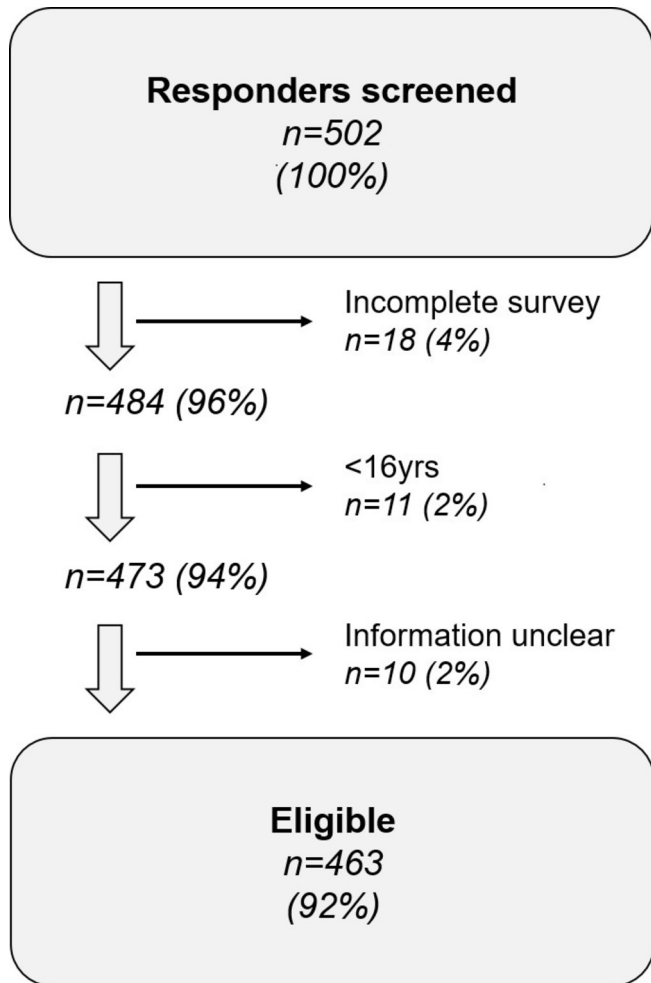 Responders screened
n=502
(100%)
Incomplete survey
n=18 (4%)
n=484 (96%)
<16yrs
n=11 (2%)
n=473 (94%)
Information unclear
n=10 (2%)
Eligible
n=463
(92%)